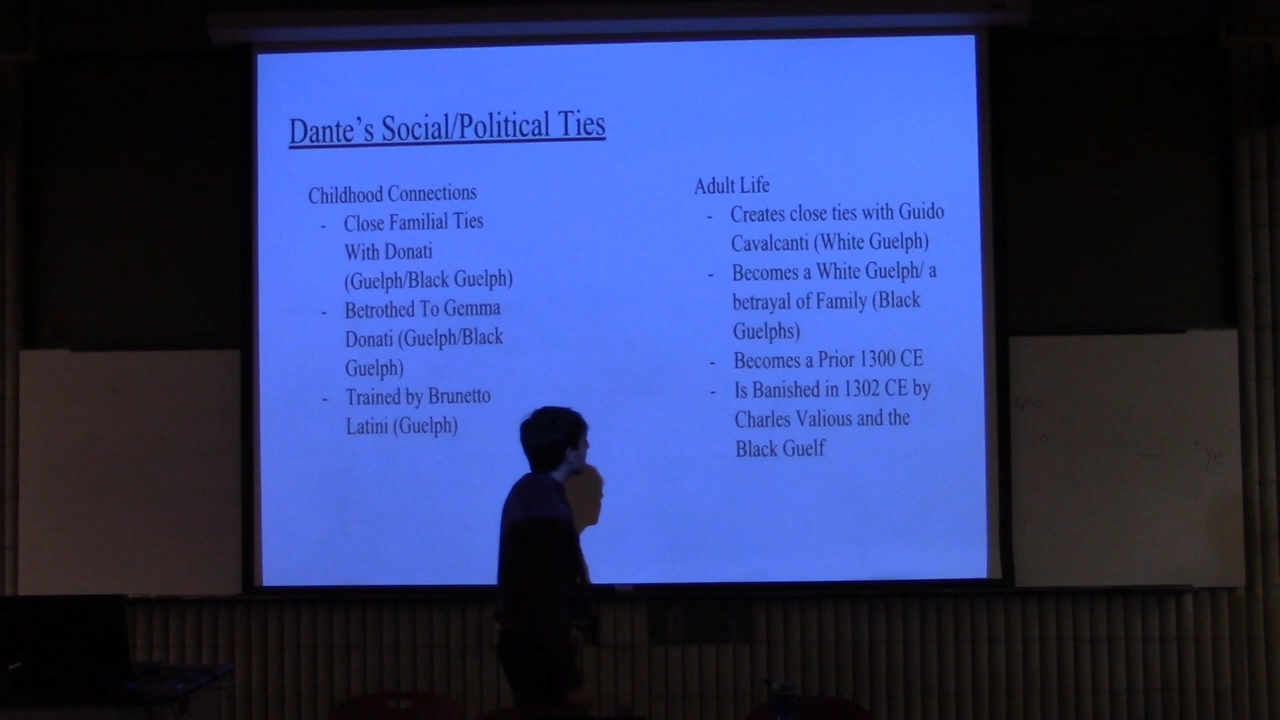 Dante's Social/Political Ties
Childhood Connections
- Close Familial Ties
With Donati
(Guelph/Black Guelph)
- Betrothed To Gemma
Donati (Guelph/Black
Guelph)
- Trained by Brunetto
Latini (Guelph)
Adult Life
- Creates close ties with Guido
Cavalcanti (White Guelph)
- Becomes a White Guelph/ a
betrayal of Family (Black
Guelphs)
- Becomes a Prior 1300 CE
- Is Banished in 1302 CE by
Charles Valious and the
Black Guelf